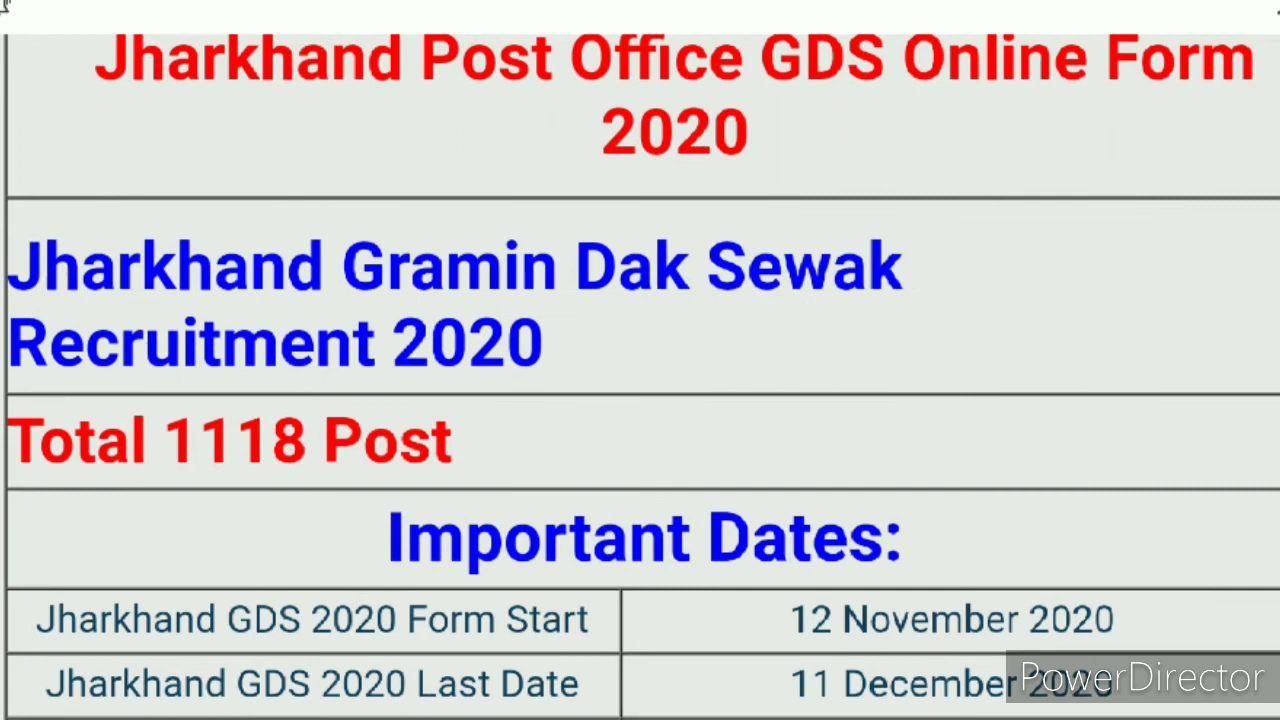 Jharkhand Post Office GDS Online Form
2020
Jharkhand Gramin Dak Sewak
Recruitment 2020
Total 1118 Post
Important Dates:
Jharkhand GDS 2020 Form Start 12 November 2020
Jharkhand GDS 2020 Last Date 11 December 2020
PowerDirector